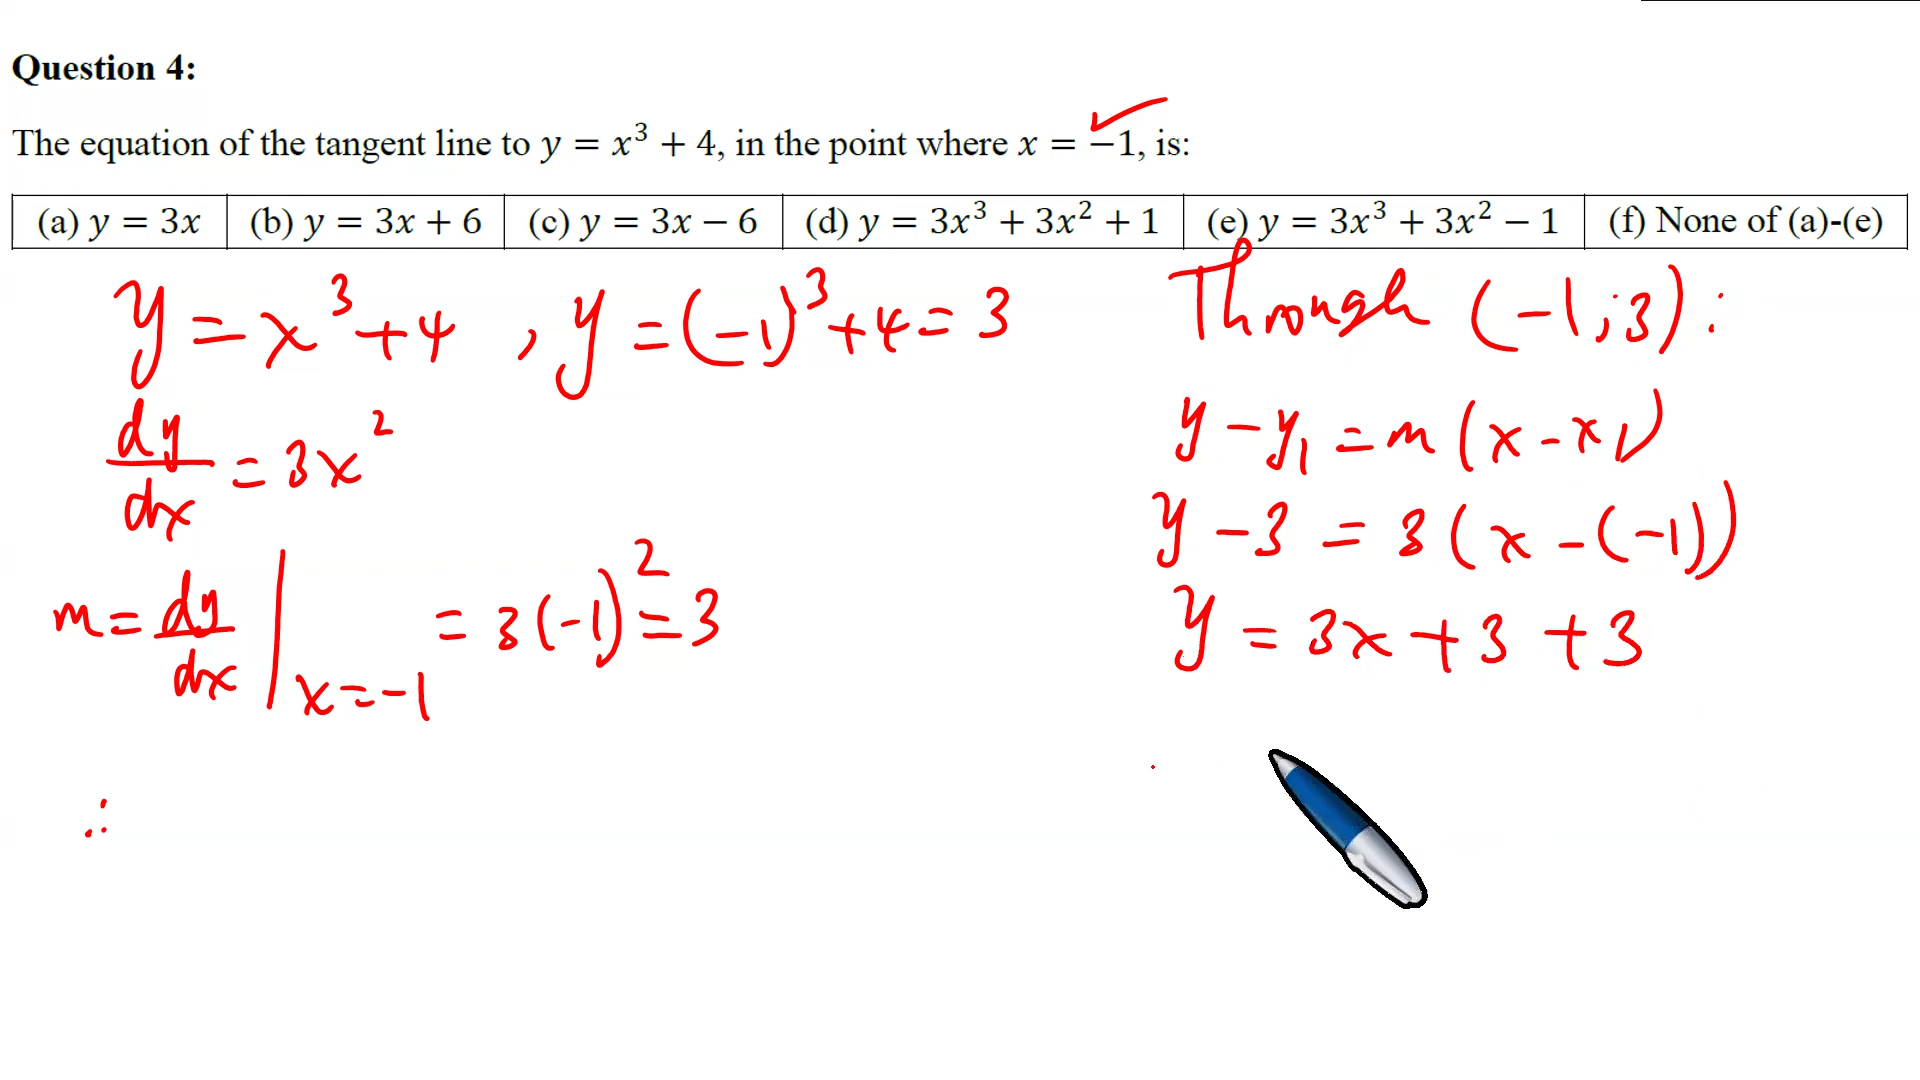 Question 4:
The equation of the tangent line to y = x³ + 4, in the point where x = −1, is:
(a) y = 3x (b) y = 3x + 6 (c) y = 3x − 6 (d) y = 3x³ + 3x² + 1 (e) y = 3x³ + 3x² − 1 (f) None of (a)-(e)
y = x³ + 4 , y = (−1)³ + 4 = 3
dy/dx = 3x²
m = dy/dx | x = −1 = 3(−1)² = 3
∴
Through (−1 ; 3) :
y − y₁ = m (x − x₁)
y − 3 = 3 (x − (−1))
y = 3x + 3 + 3